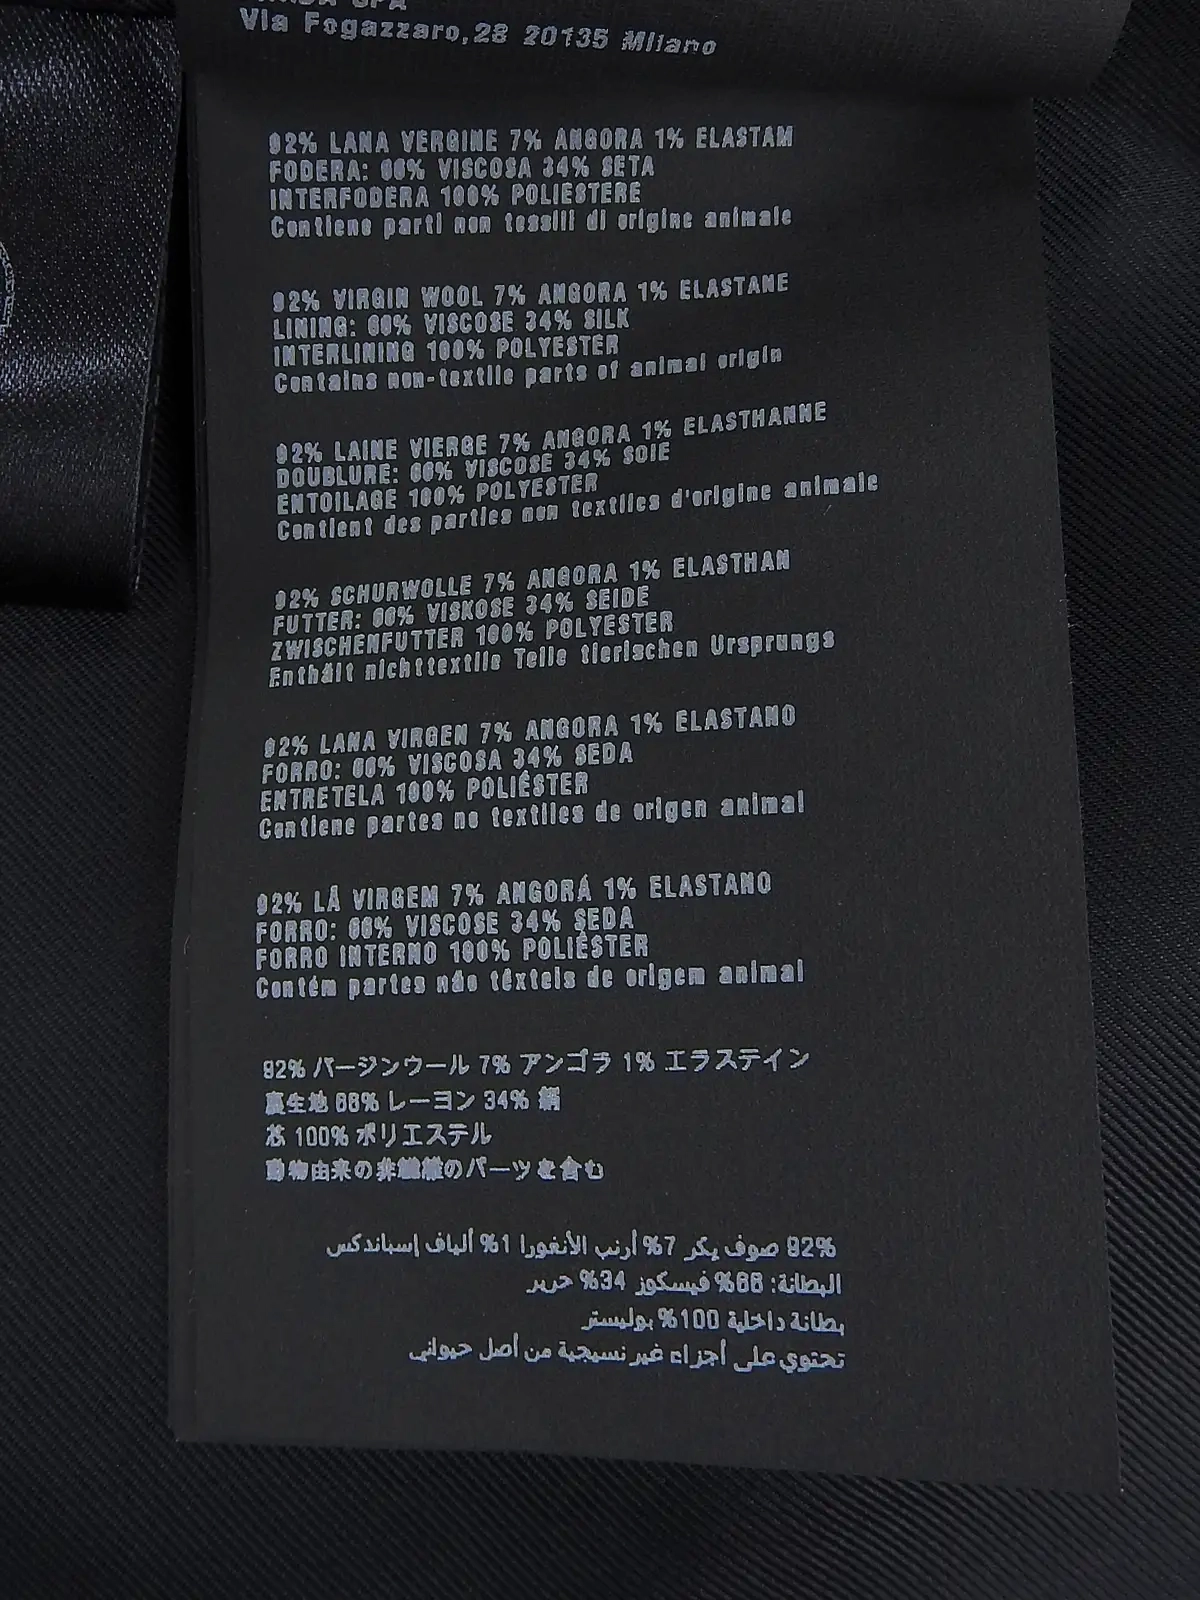 SPA
Via Fogazzaro,28 20135 Milano
92% LANA VERGINE 7% ANGORA 1% ELASTAM
FODERA: 66% VISCOSA 34% SETA
INTERFODERA 100% POLIESTERE
Contiene parti non tessili di origine animale
92% VIRGIN WOOL 7% ANGORA 1% ELASTANE
LINING: 66% VISCOSE 34% SILK
INTERLINING 100% POLYESTER
Contains non-textile parts of animal origin
92% LAINE VIERGE 7% ANGORA 1% ELASTHANNE
DOUBLURE: 66% VISCOSE 34% SOIE
ENTOILAGE 100% POLYESTER
Contient des parties non textiles d'origine animale
92% SCHURWOLLE 7% ANGORA 1% ELASTHAN
FUTTER: 66% VISKOSE 34% SEIDE
ZWISCHENFUTTER 100% POLYESTER
Enthält nichttextile Teile tierischen Ursprungs
92% LANA VIRGEN 7% ANGORA 1% ELASTANO
FORRO: 66% VISCOSA 34% SEDA
ENTRETELA 100% POLIÉSTER
Contiene partes no textiles de origen animal
92% LÃ VIRGEM 7% ANGORÁ 1% ELASTANO
FORRO: 66% VISCOSE 34% SEDA
FORRO INTERNO 100% POLIÉSTER
Contém partes não têxteis de origem animal
92% バージンウール 7% アンゴラ 1% エラステイン
裏生地 66% レーヨン 34% 絹
芯 100% ポリエステル
動物由来の非繊維のパーツを含む
92% صوف بكر 7% أرنب الأنغورا 1% ألياف إسباندكس
البطانة: 66% فيسكوز 34% حرير
بطانة داخلية 100% بوليستر
تحتوي على أجزاء غير نسيجية من أصل حيواني